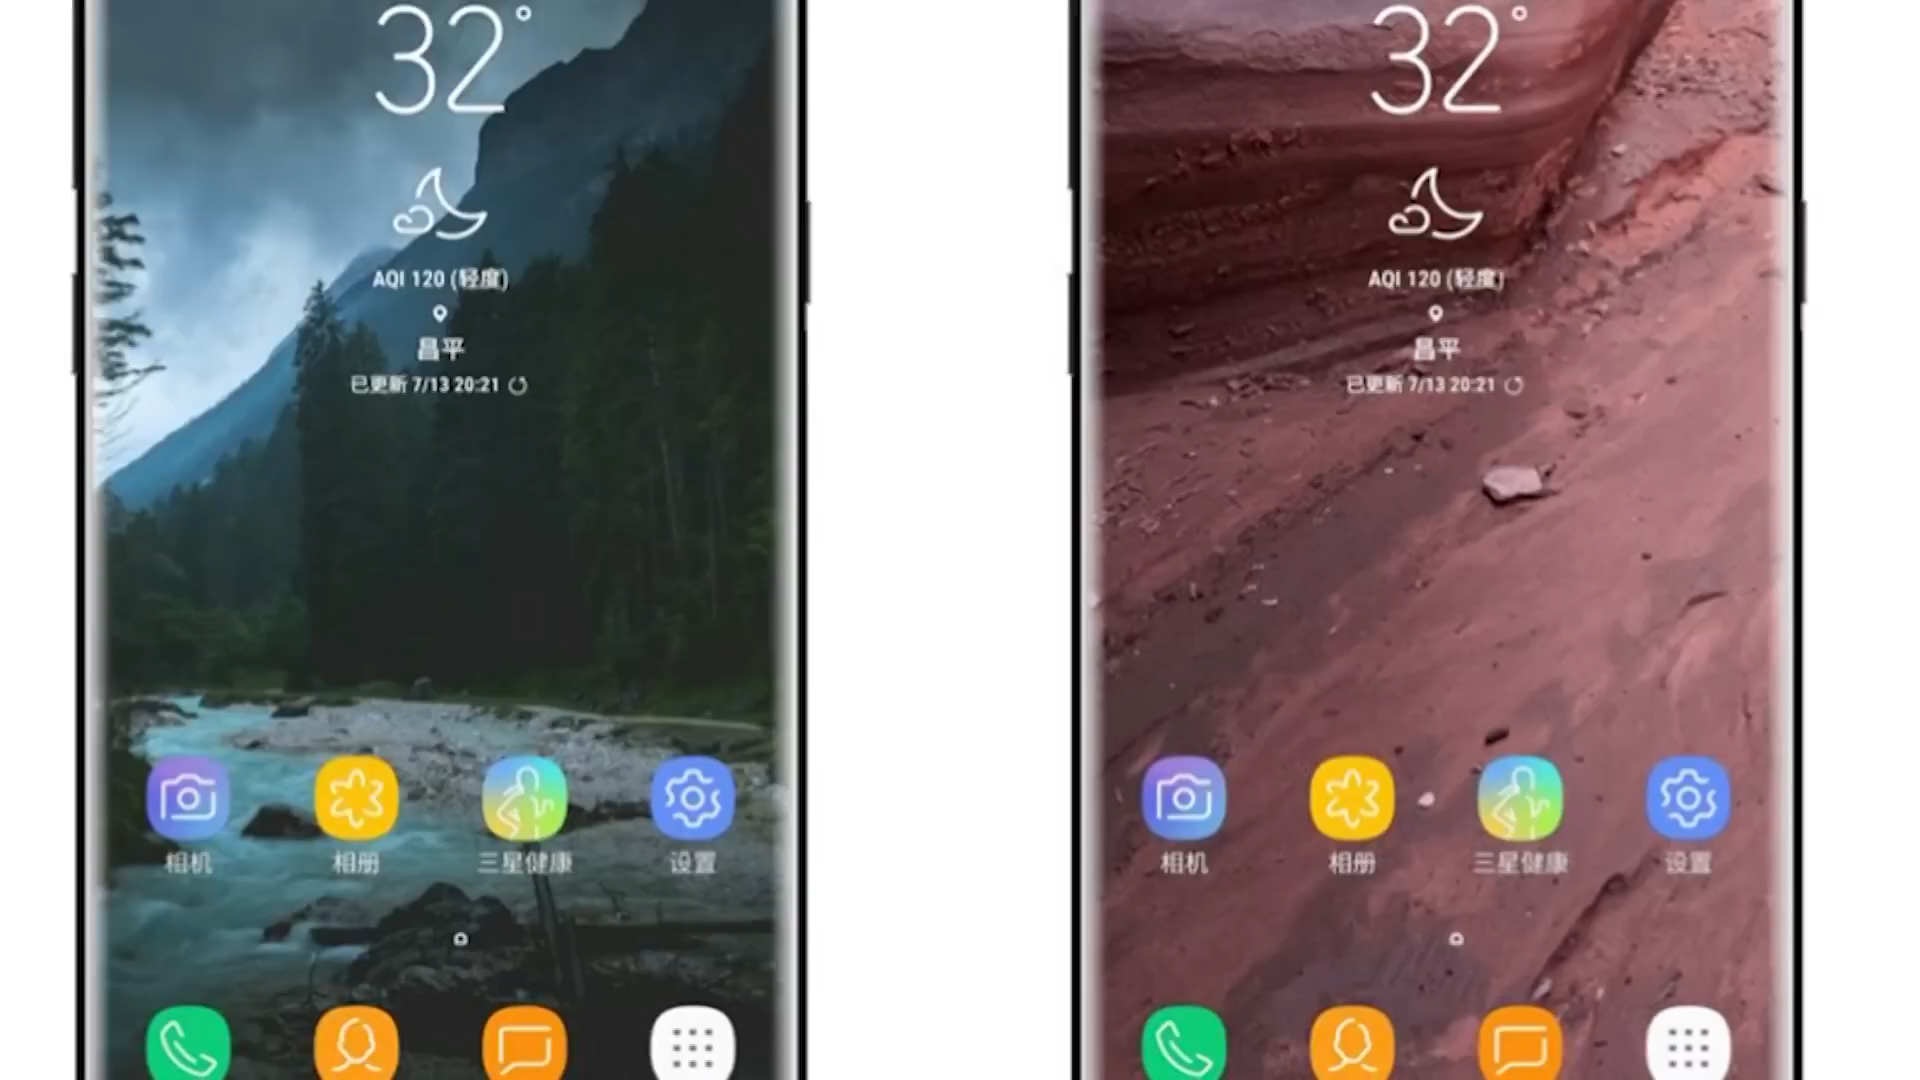 32°
AQI 120 (轻度)
昌平
已更新 7/13 20:21
相机 相册 三星健康 设置
32°
AQI 120 (轻度)
昌平
已更新 7/13 20:21
相机 相册 三星健康 设置